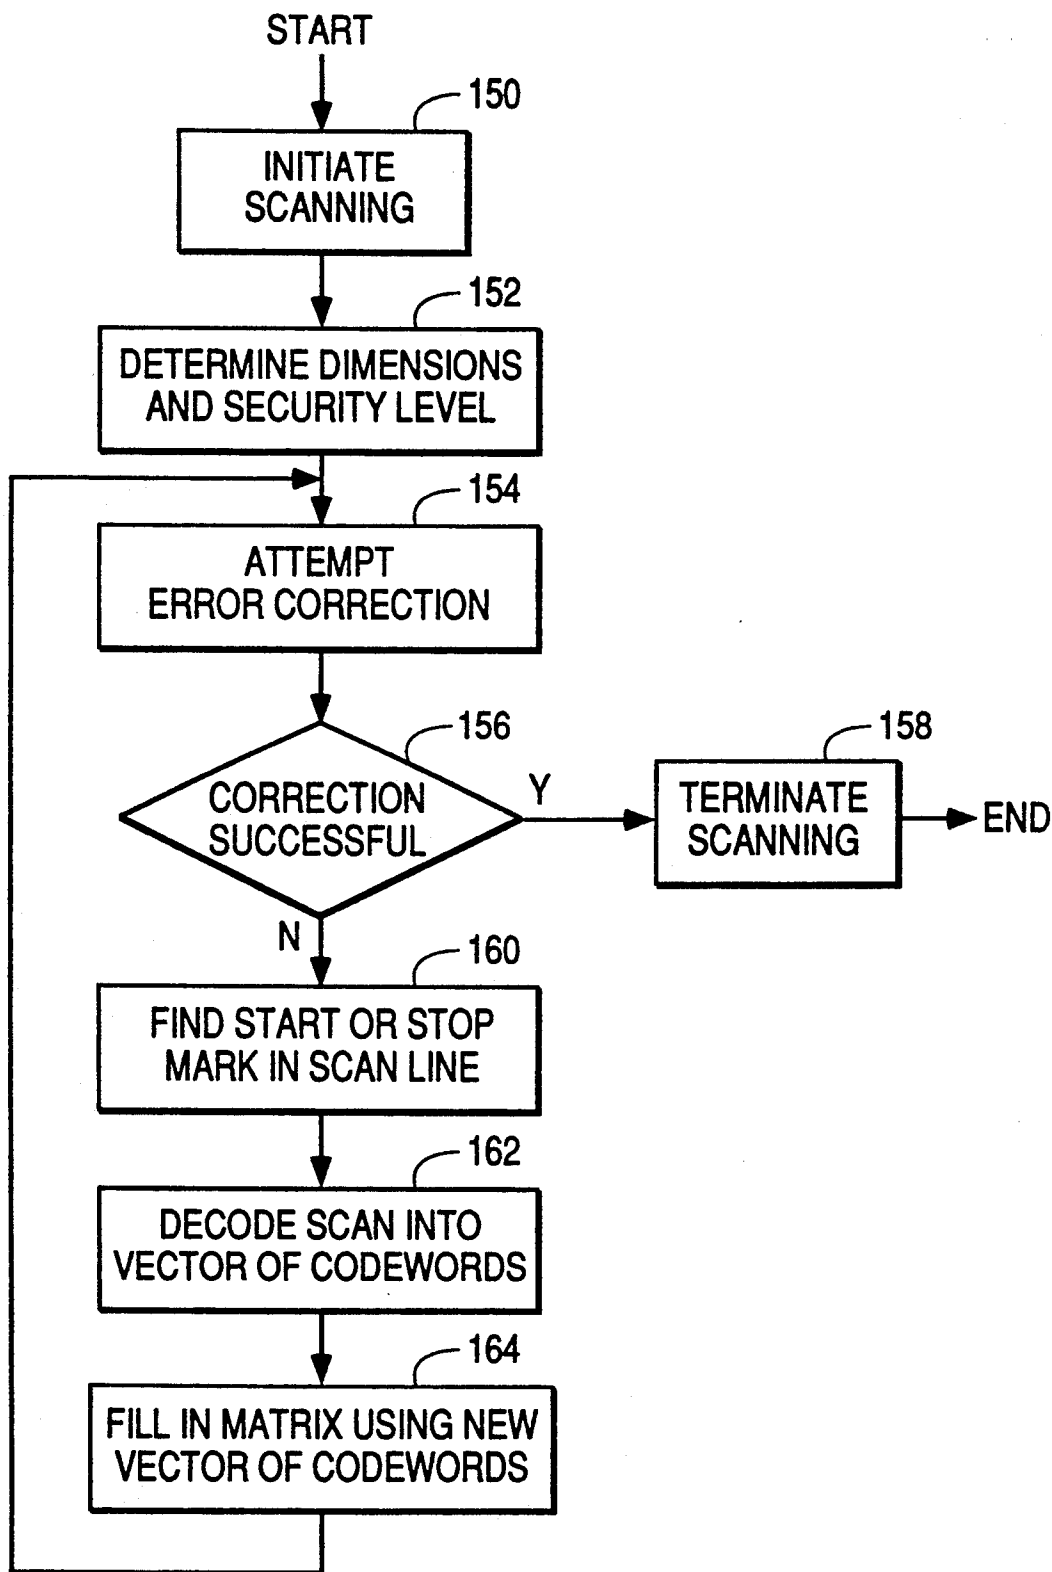 START
150
INITIATE
SCANNING
152
DETERMINE DIMENSIONS
AND SECURITY LEVEL
154
ATTEMPT
ERROR CORRECTION
156
CORRECTION
SUCCESSFUL
Y
158
TERMINATE
SCANNING
END
N
160
FIND START OR STOP
MARK IN SCAN LINE
162
DECODE SCAN INTO
VECTOR OF CODEWORDS
164
FILL IN MATRIX USING NEW
VECTOR OF CODEWORDS